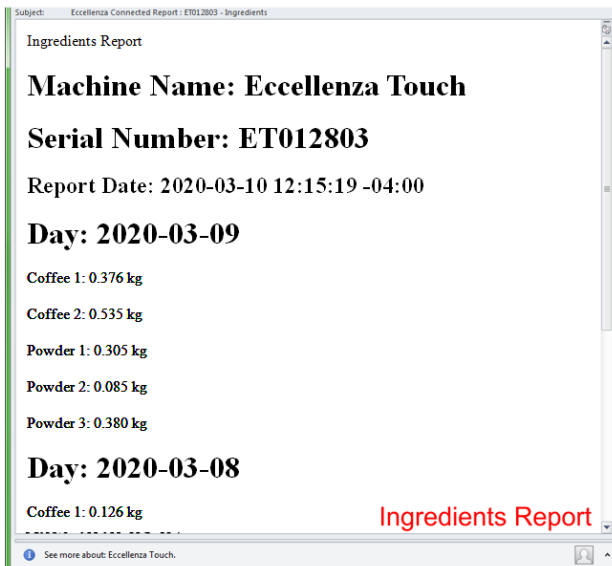 Subject: Eccellenza Connected Report : ET012803 - Ingredients
Ingredients Report
Machine Name: Eccellenza Touch
Serial Number: ET012803
Report Date: 2020-03-10 12:15:19 -04:00
Day: 2020-03-09
Coffee 1: 0.376 kg
Coffee 2: 0.535 kg
Powder 1: 0.305 kg
Powder 2: 0.085 kg
Powder 3: 0.380 kg
Day: 2020-03-08
Coffee 1: 0.126 kg
Ingredients Report
See more about: Eccellenza Touch.